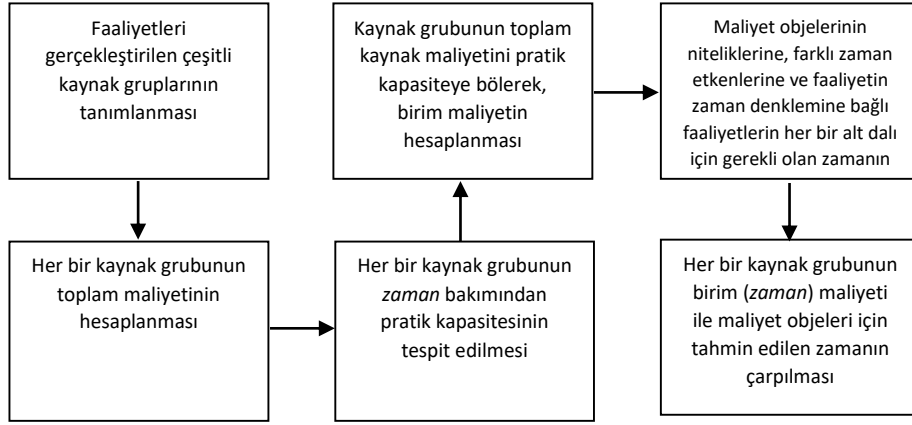 Faaliyetleri
gerçekleştirilen çeşitli
kaynak gruplarının
tanımlanması
Her bir kaynak grubunun
toplam maliyetinin
hesaplanması
Her bir kaynak grubunun
zaman bakımından
pratik kapasitesinin
tespit edilmesi
Kaynak grubunun toplam
kaynak maliyetini pratik
kapasiteye bölerek,
birim maliyetin
hesaplanması
Maliyet objelerinin
niteliklerine, farklı zaman
etkenlerine ve faaliyetin
zaman denklemine bağlı
faaliyetlerin her bir alt dalı
için gerekli olan zamanın
Her bir kaynak grubunun
birim (zaman) maliyeti
ile maliyet objeleri için
tahmin edilen zamanın
çarpılması